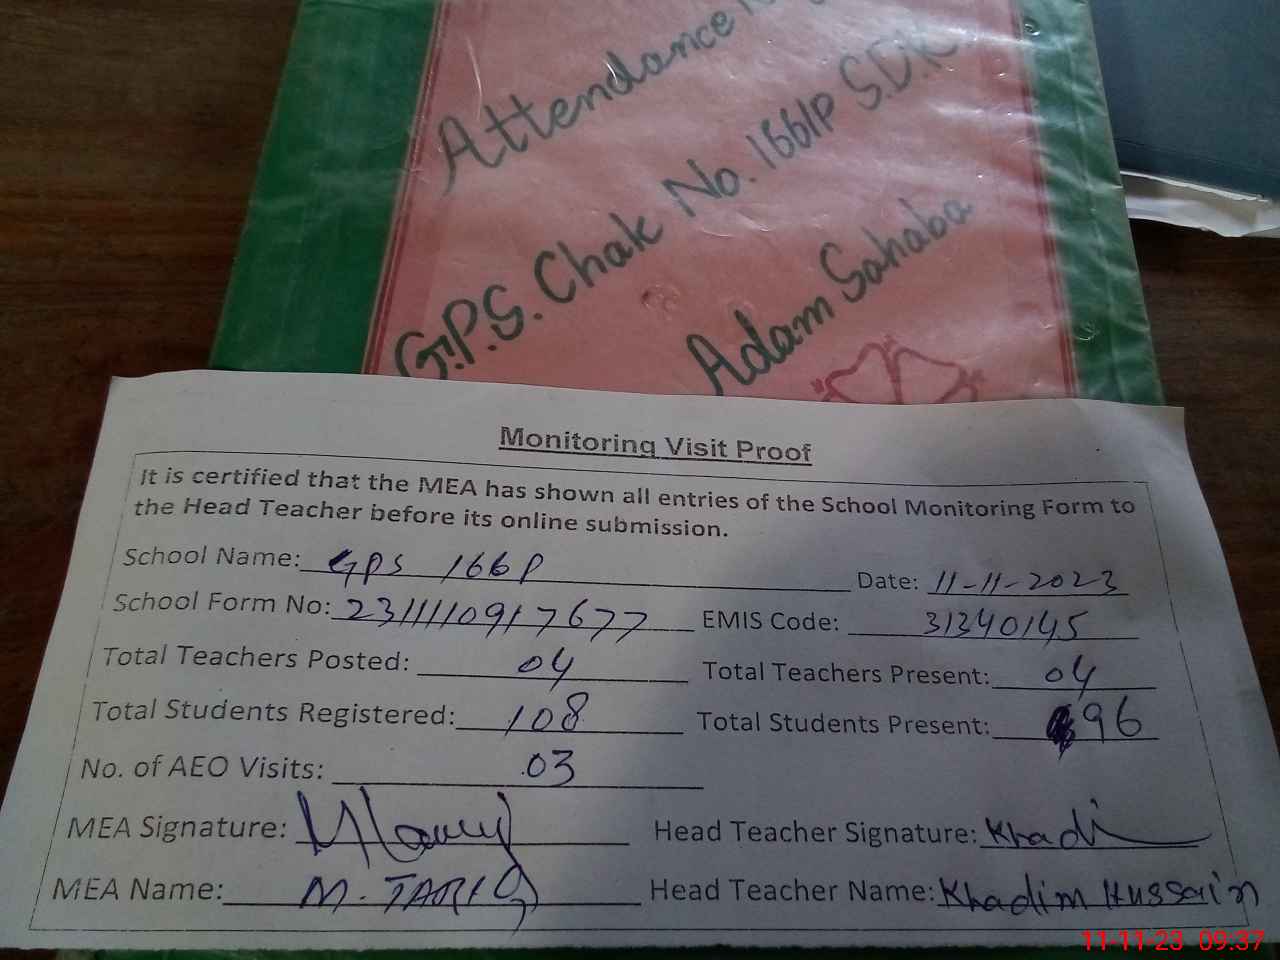 Attendance
G.P.S. Chak No. 166/P S.D.K
Adam Sahaba
Monitoring Visit Proof
It is certified that the MEA has shown all entries of the School Monitoring Form to
the Head Teacher before its online submission.
School Name: GPS 166P Date: 11-11-2023
School Form No: 2311110917677 EMIS Code: 31340145
Total Teachers Posted: 04 Total Teachers Present: 04
Total Students Registered: 108 Total Students Present: 96
No. of AEO Visits: 03
MEA Signature: Head Teacher Signature: Khadi
MEA Name: M. TARIQ Head Teacher Name: Khadim Hussain
11-11-23 09:37